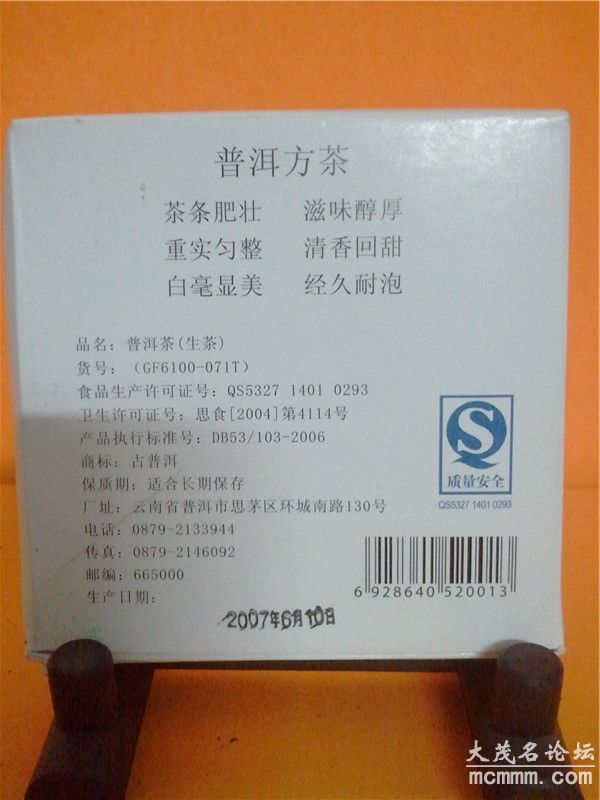 普洱方茶
茶条肥壮 滋味醇厚
重实匀整 清香回甜
白毫显美 经久耐泡
品名：普洱茶(生茶)
货号：（GF6100-071T）
食品生产许可证号：QS5327 1401 0293
卫生许可证号：思食[2004]第4114号
产品执行标准号：DB53/103-2006
商标：古普洱
保质期：适合长期保存
厂址：云南省普洱市思茅区环城南路130号
电话：0879-2133944
传真：0879-2146092
邮编：665000
生产日期：
2007年6月10日
质量安全
QS5327 1401 0293
6 928640 520013
大茂名论坛
mcmmm.com